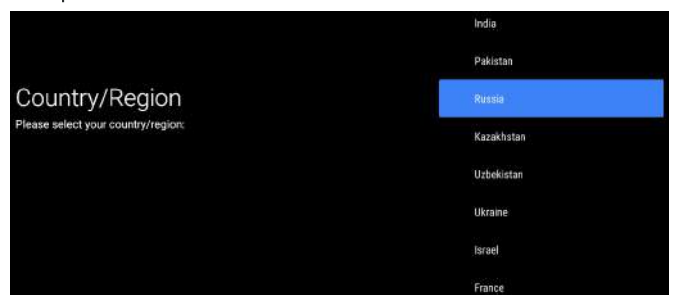 Country/Region
Please select your country/region:
India
Pakistan
Russia
Kazakhstan
Uzbekistan
Ukraine
Israel
France